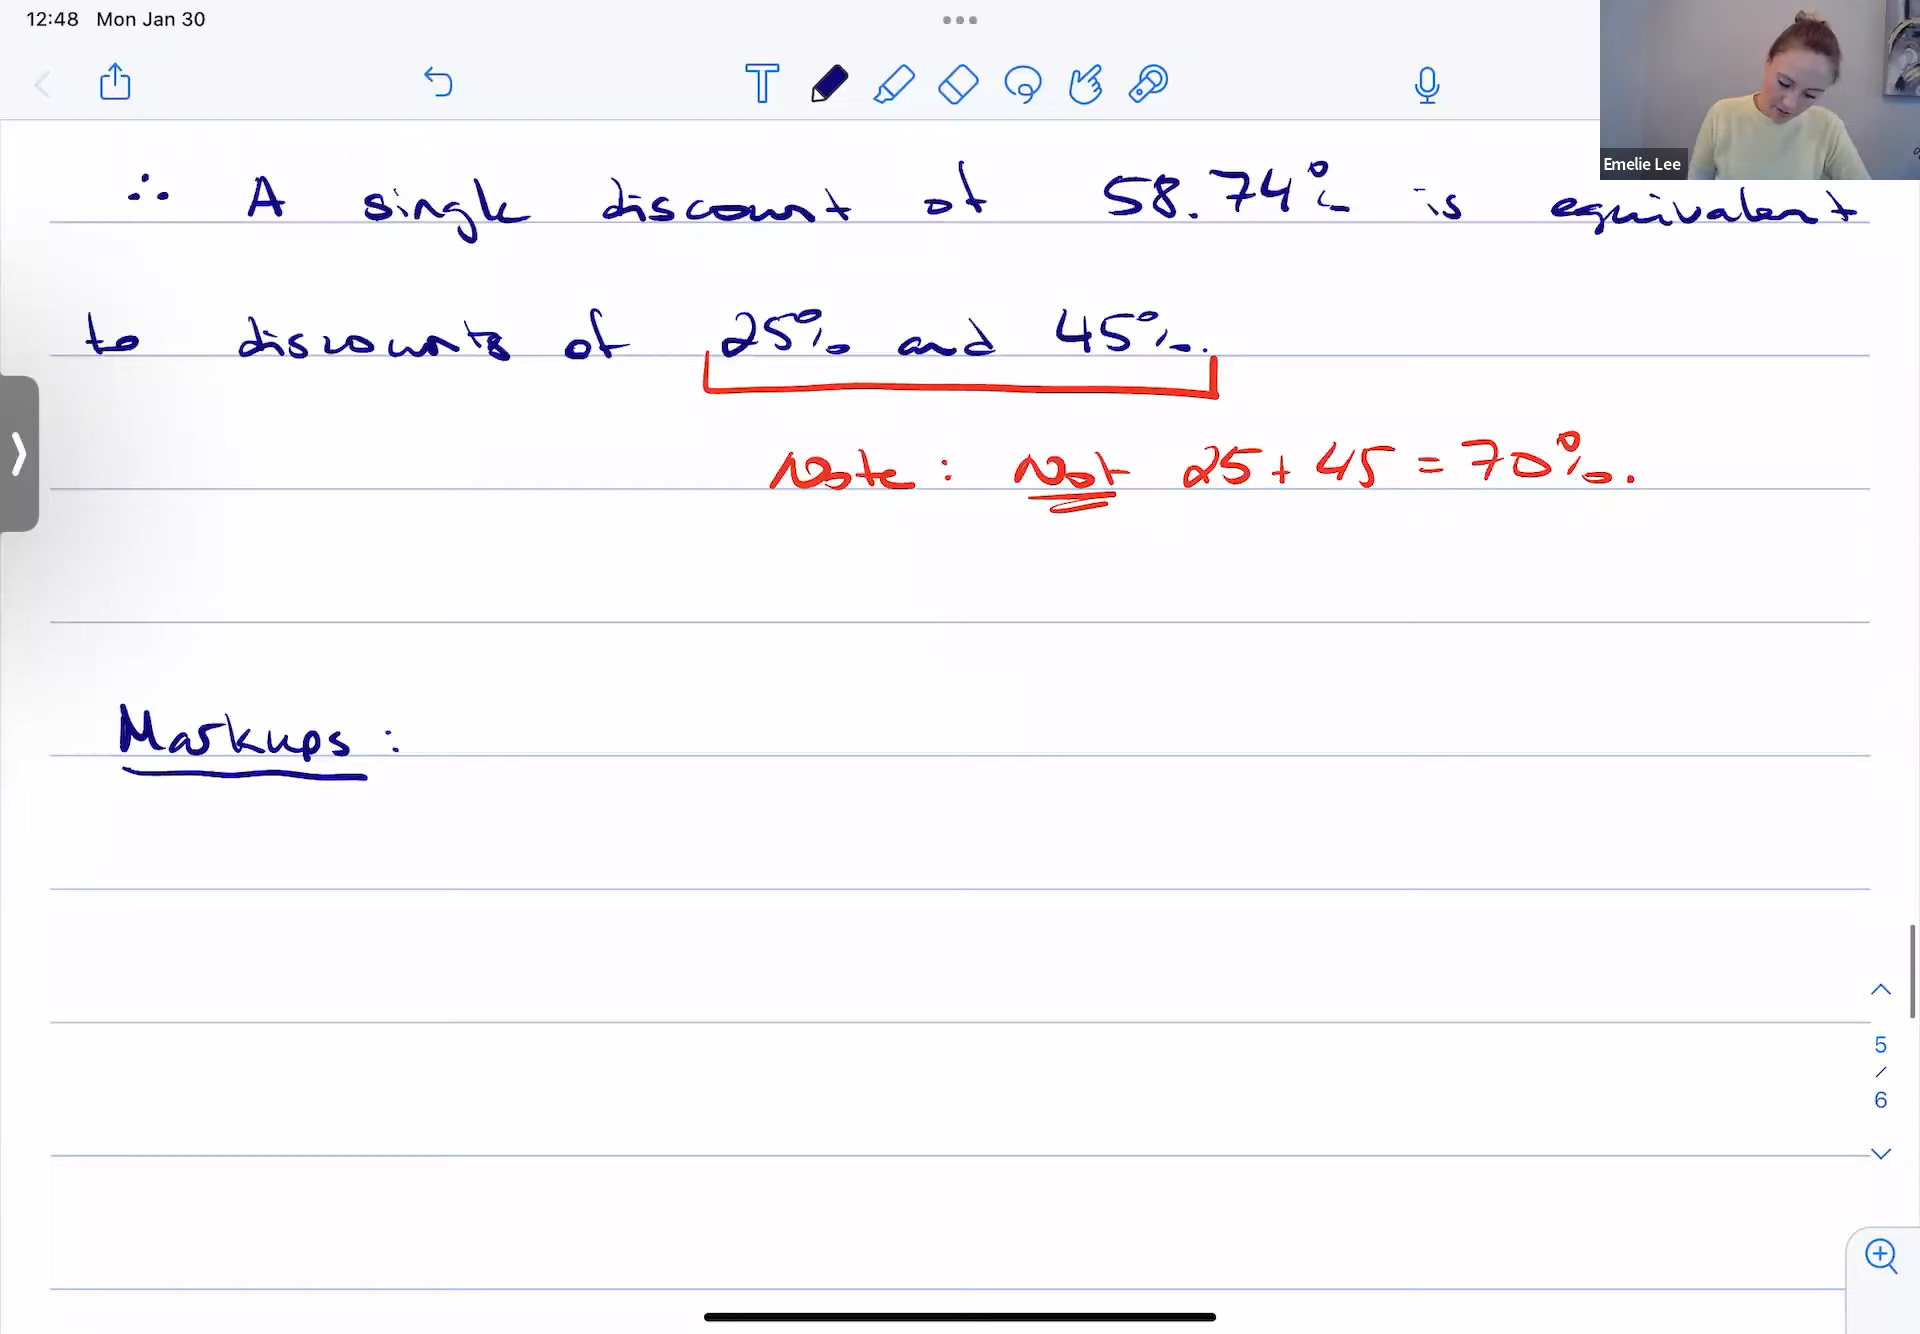 12:48 Mon Jan 30
T
Emelie Lee
∴ A single discount of 58.74% is equivalent
to discounts of 25% and 45%.
Note: Not 25 + 45 = 70%.
Markups:
5
/
6